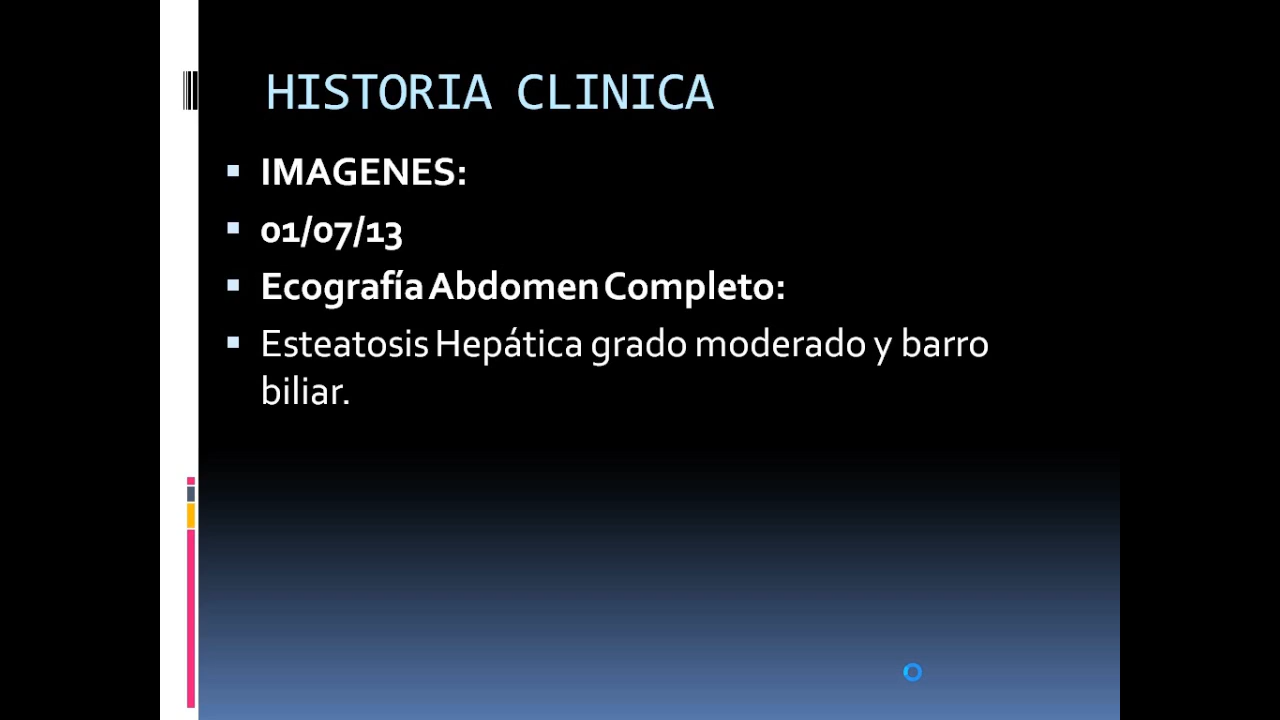 HISTORIA CLINICA
IMAGENES:
01/07/13
Ecografía Abdomen Completo:
Esteatosis Hepática grado moderado y barro
biliar.